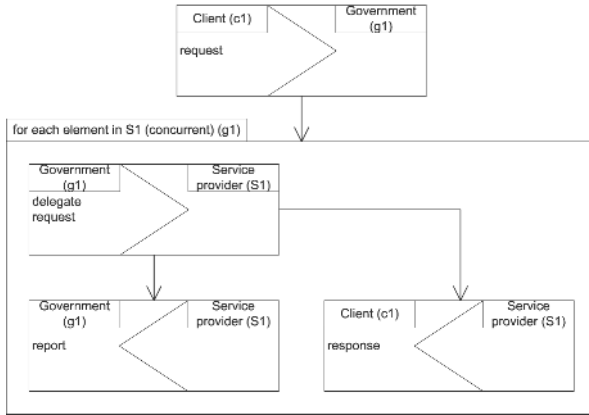 Client (c1)
Government
(g1)
request
for each element in S1 (concurrent) (g1)
Government
(g1)
Service
provider (S1)
delegate
request
Government
(g1)
Service
provider (S1)
report
Client (c1)
Service
provider (S1)
response